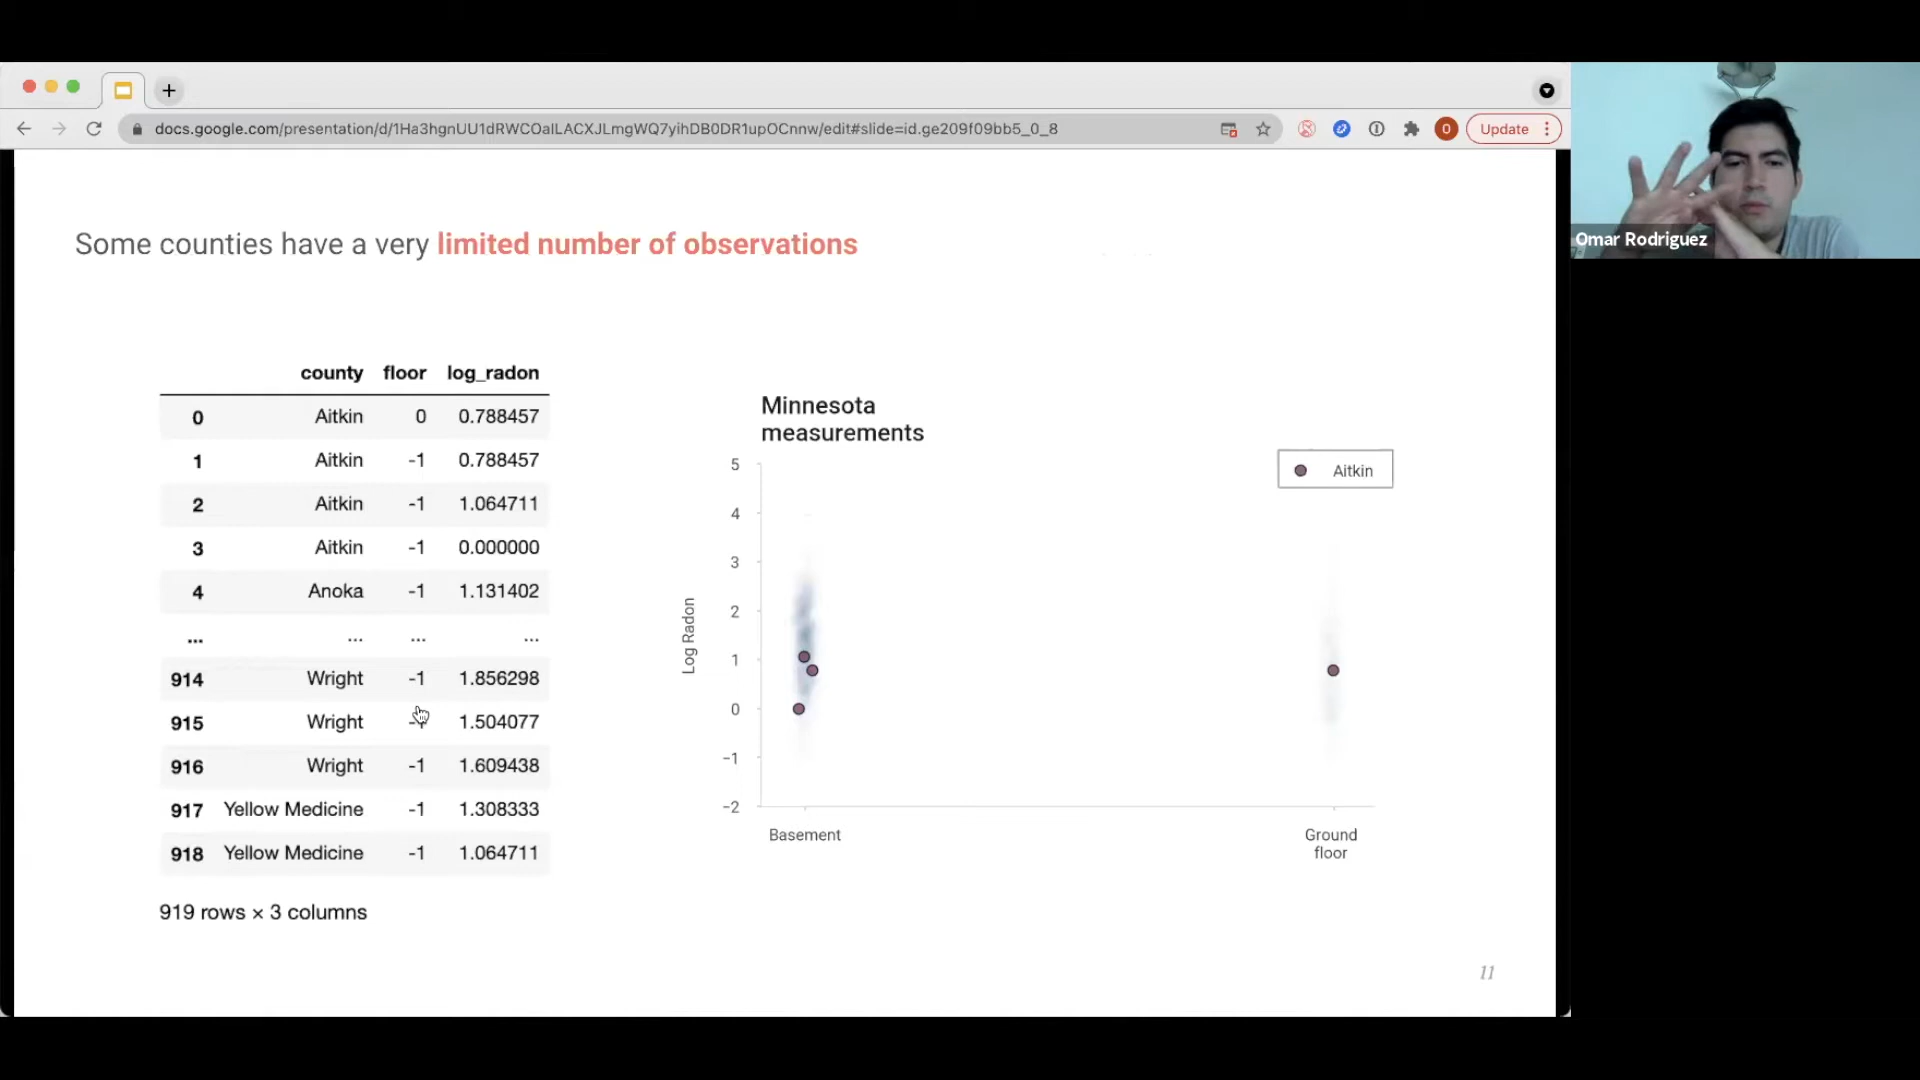 docs.google.com/presentation/d/1Ha3hgnUU1dRWCOalLACXJLmgWQ7yihDB0DR1upOCnnw/edit#slide=id.ge209f09bb5_0_8
O
Update
Omar Rodriguez
Some counties have a very limited number of observations
county floor log_radon
0 Aitkin 0 0.788457
1 Aitkin -1 0.788457
2 Aitkin -1 1.064711
3 Aitkin -1 0.000000
4 Anoka -1 1.131402
... ... ... ...
914 Wright -1 1.856298
915 Wright -1 1.504077
916 Wright -1 1.609438
917 Yellow Medicine -1 1.308333
918 Yellow Medicine -1 1.064711
919 rows × 3 columns
Minnesota
measurements
Aitkin
5
4
3
2
1
0
−1
−2
Log Radon
Basement
Ground
floor
11